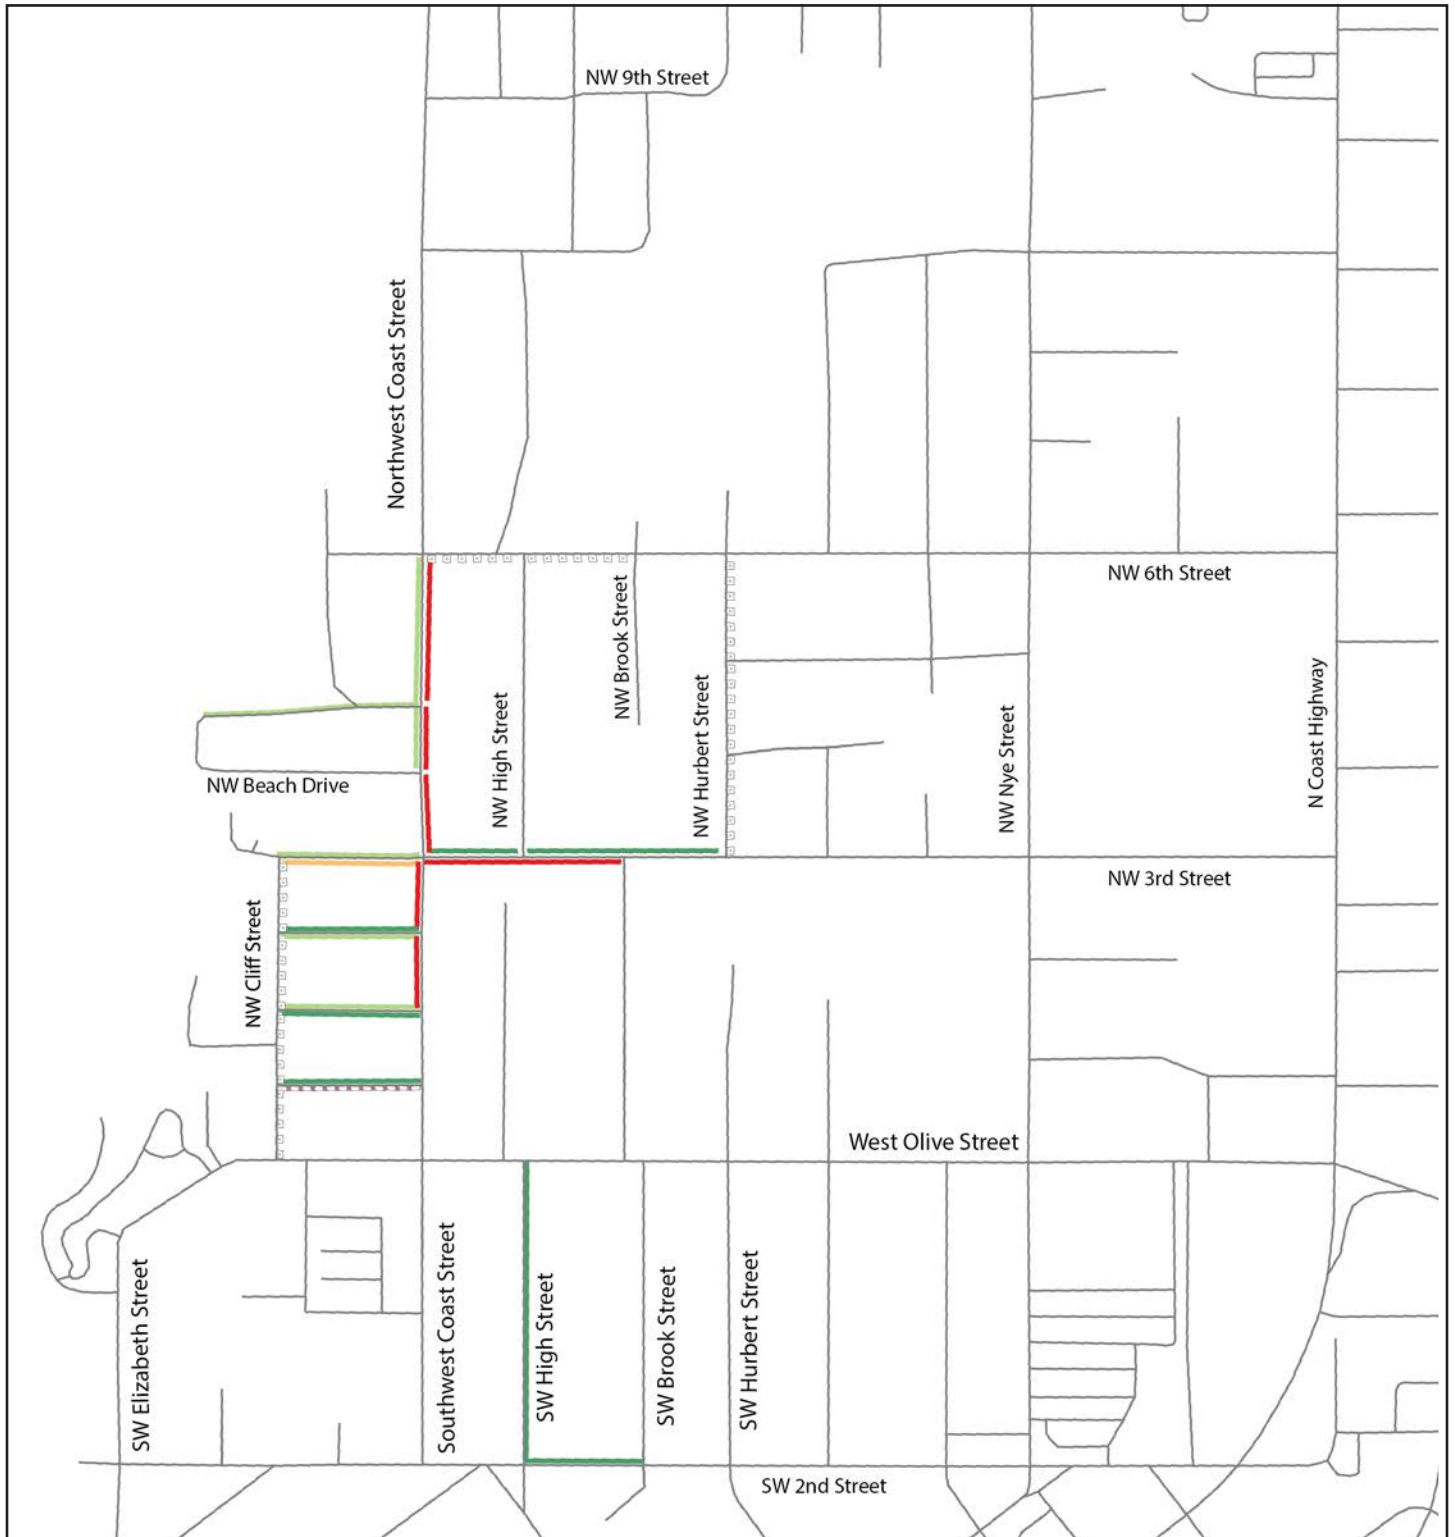 NW 9th Street
Northwest Coast Street
NW 6th Street
NW Brook Street
NW High Street
NW Hurbert Street
NW Nye Street
N Coast Highway
NW Beach Drive
NW 3rd Street
NW Cliff Street
West Olive Street
SW Elizabeth Street
Southwest Coast Street
SW High Street
SW Brook Street
SW Hurbert Street
SW 2nd Street